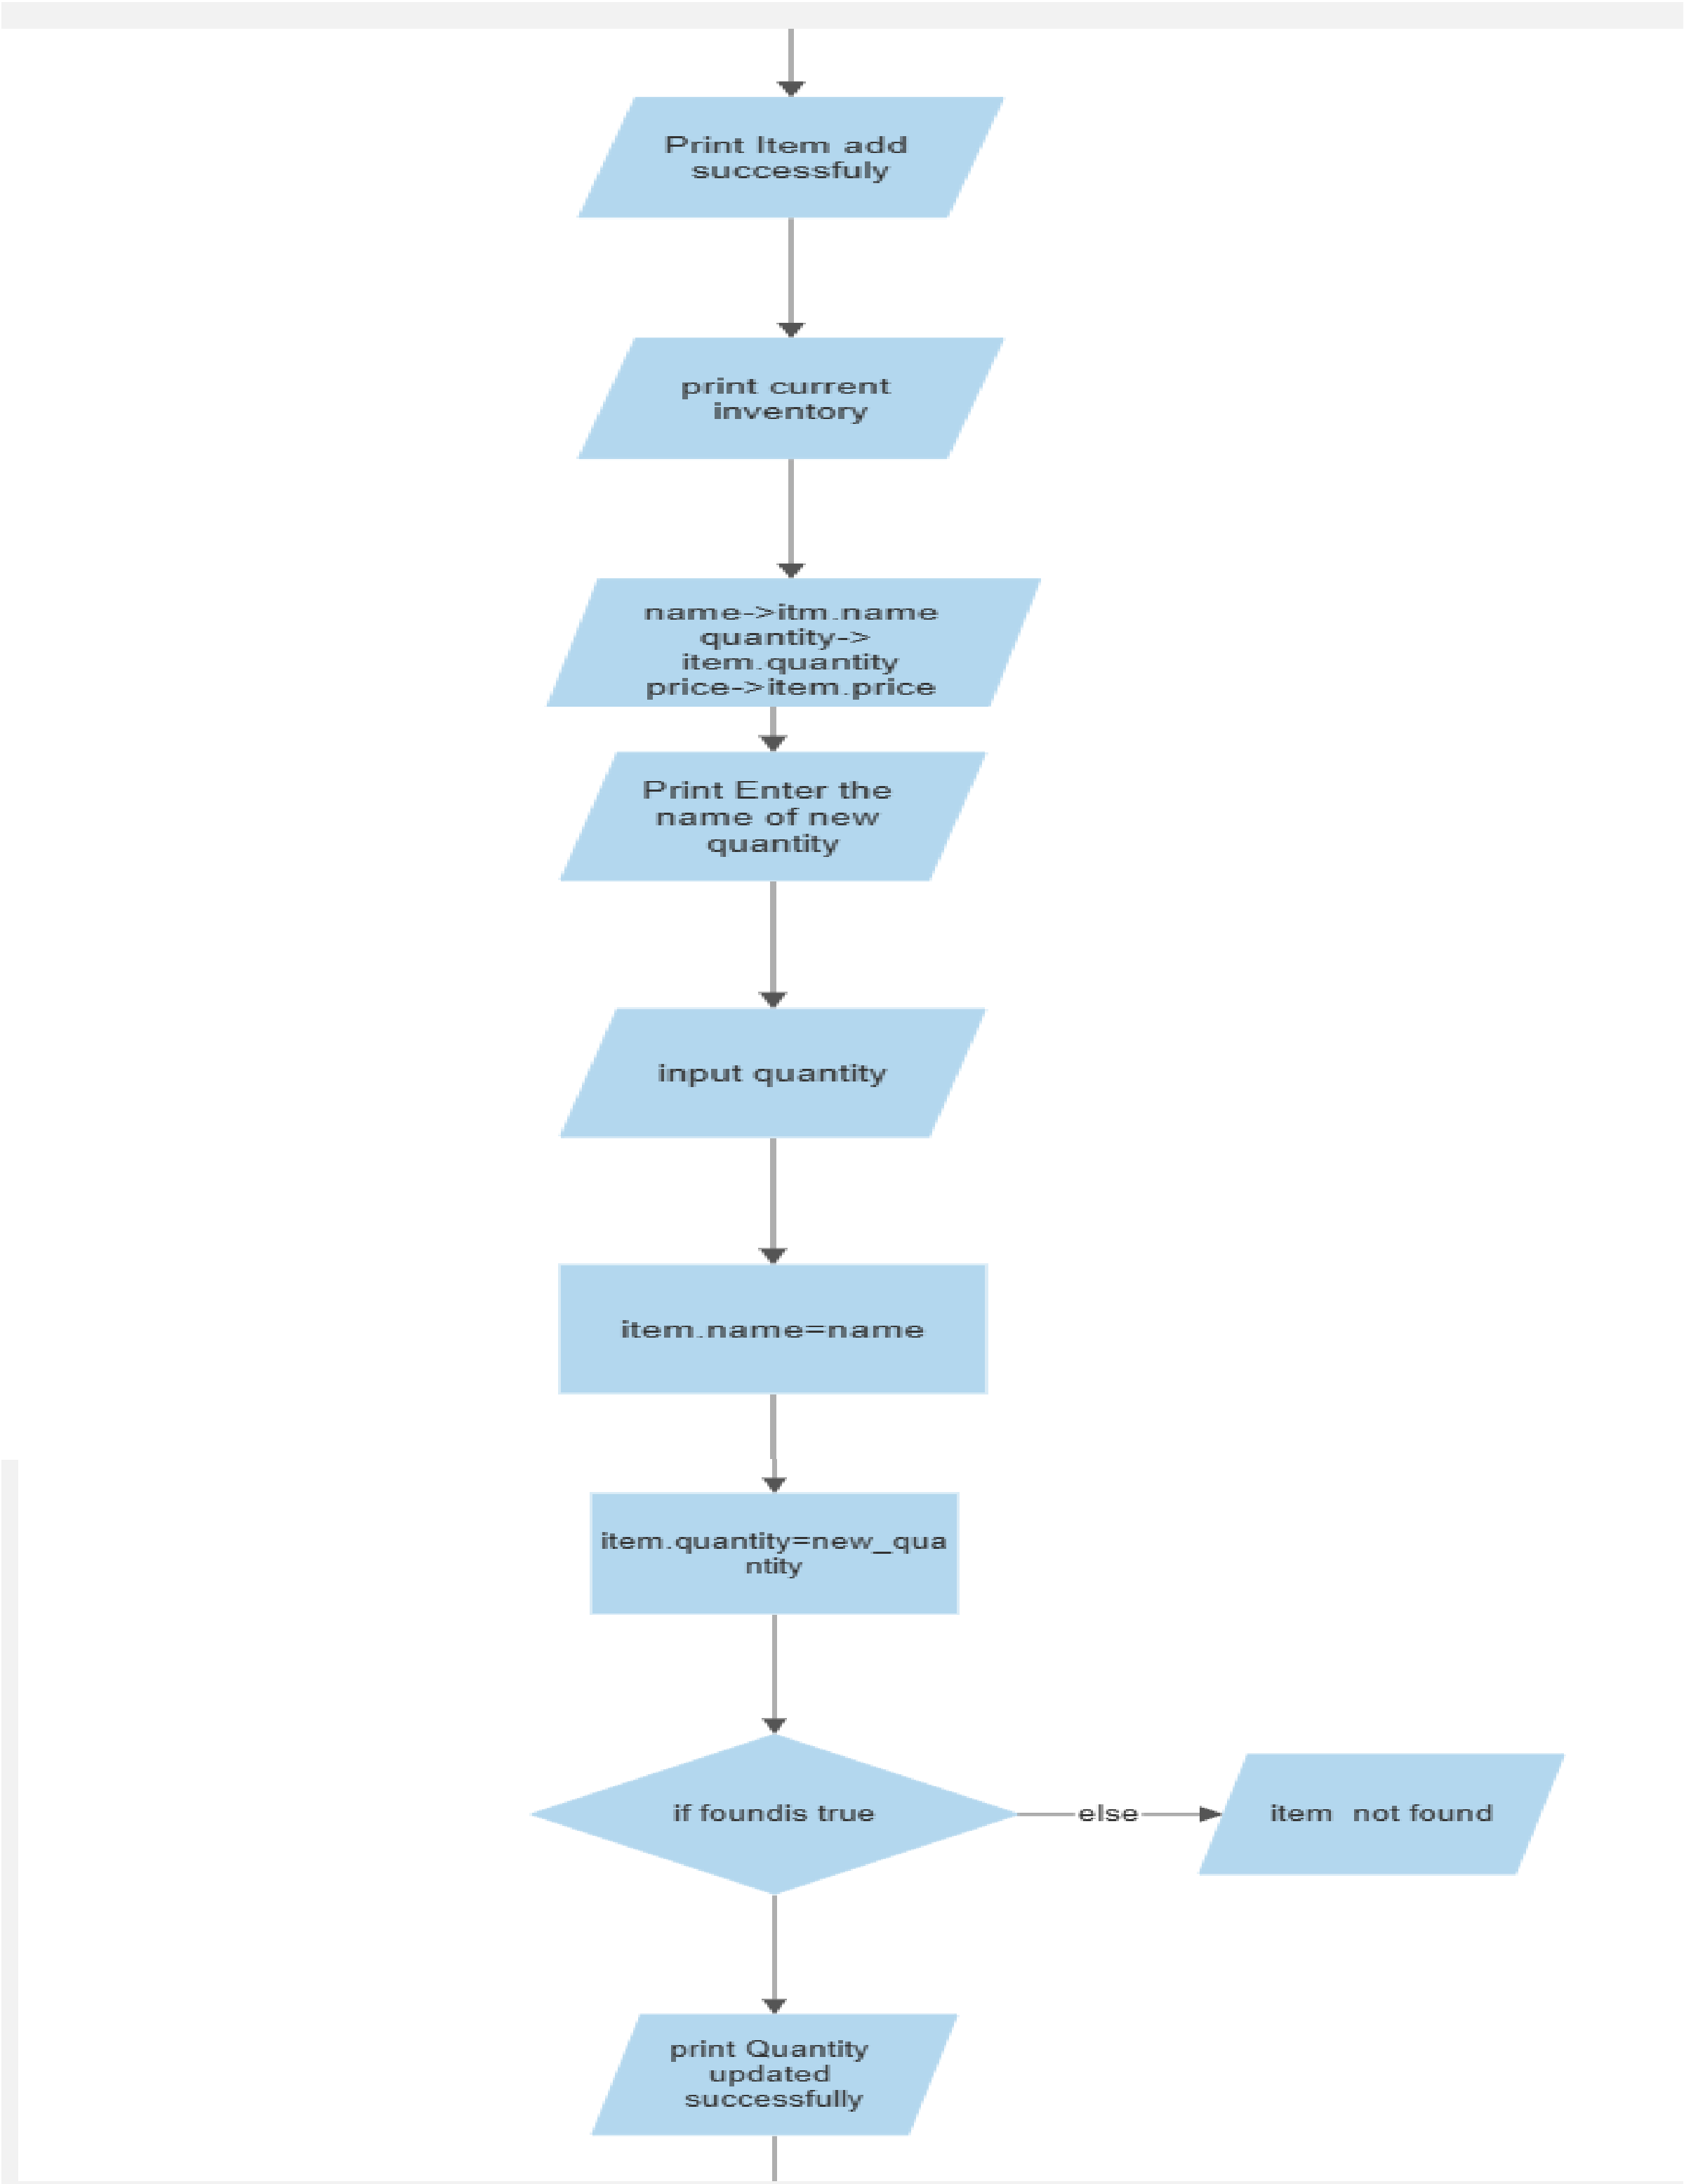 Print Item add
successfuly
print current
inventory
name->itm.name
quantity->
item.quantity
price->item.price
Print Enter the
name of new
quantity
input quantity
item.name=name
item.quantity=new_qua
ntity
if foundis true
else
item  not found
print Quantity
updated
successfully